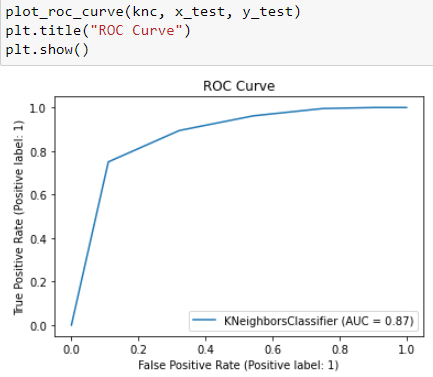 plot_roc_curve(knc, x_test, y_test)
plt.title("ROC Curve")
plt.show()
ROC Curve
True Positive Rate (Positive label: 1)
1.0
0.8
0.6
0.4
0.2
0.0
KNeighborsClassifier (AUC = 0.87)
0.0 0.2 0.4 0.6 0.8 1.0
False Positive Rate (Positive label: 1)